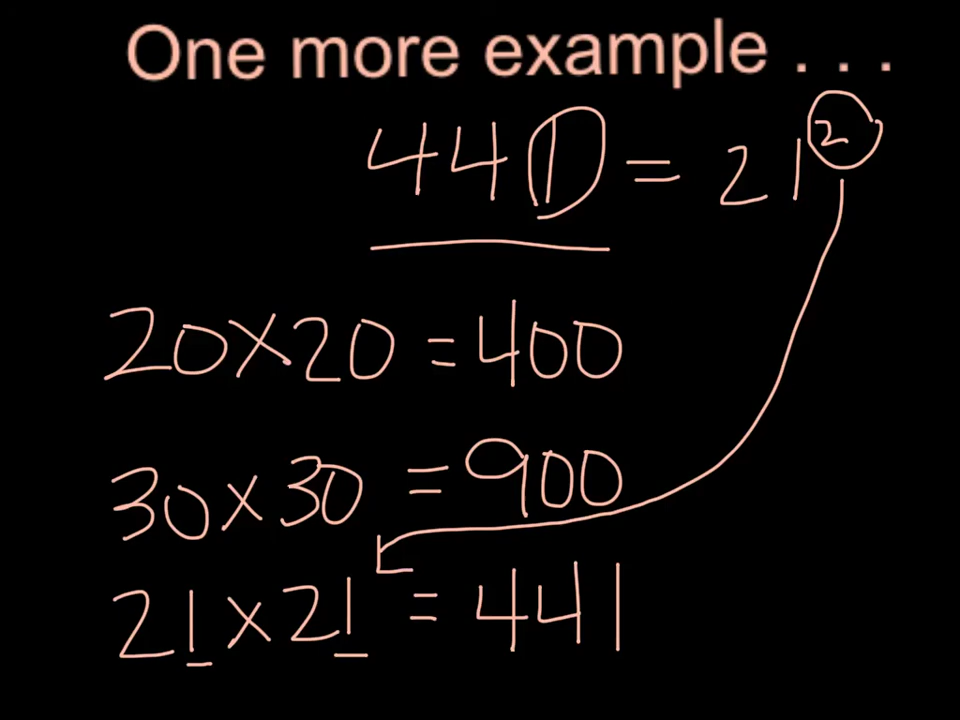 One more example . . .
441 = 21²
20×20 = 400
30×30 = 900
21×21 = 441